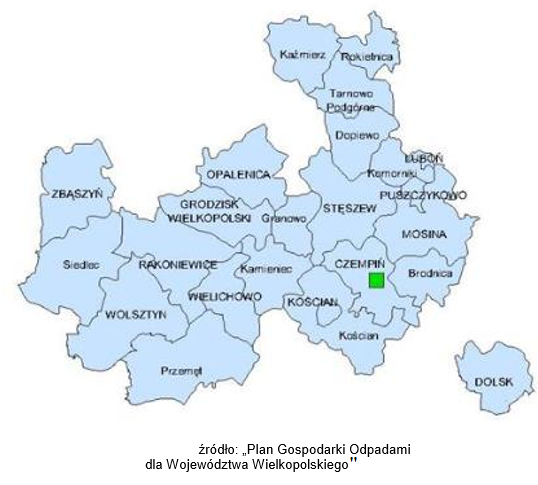 Kaźmierz
Rokietnica
Tarnowo
Podgórne
Dopiewo
LUBOŃ
Komorniki
OPALENICA
ZBĄSZYŃ
PUSZCZYKOWO
GRODZISK
WIELKOPOLSKI
Granowo
STĘSZEW
MOSINA
Siedlec
RAKONIEWICE
Kamieniec
CZEMPIŃ
Brodnica
WIELICHOWO
KOŚCIAN
WOLSZTYN
Kościan
Przemęt
DOLSK
źródło: „Plan Gospodarki Odpadami
dla Województwa Wielkopolskiego"